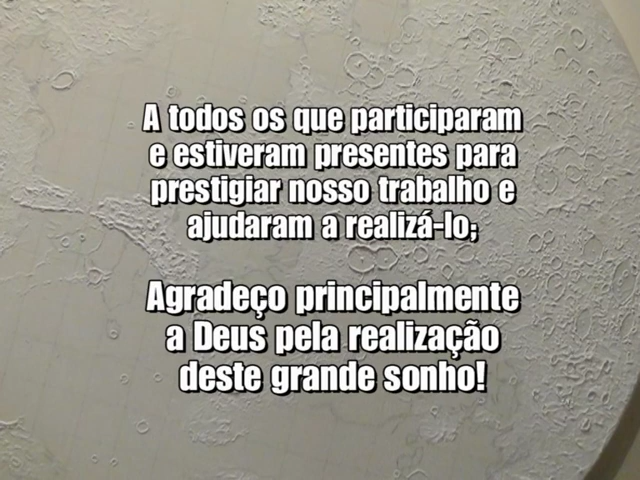 A todos os que participaram
e estiveram presentes para
prestigiar nosso trabalho e
ajudaram a realizá-lo;
Agradeço principalmente
a Deus pela realização
deste grande sonho!